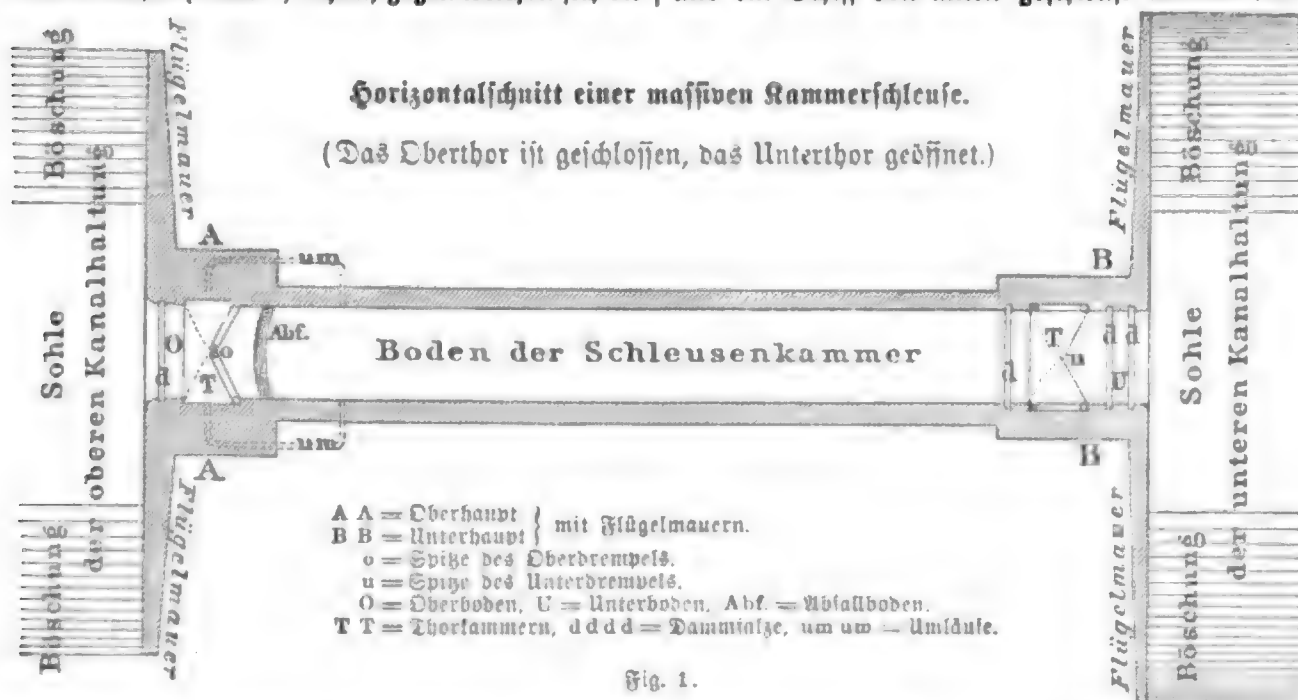 Horizontalschnitt einer massiven Kammerschleuse.
(Das Oberthor ist geschlossen, das Unterthor geöffnet.)
Böschung
Flügelmauer
Sohle
der oberen Kanalhaltung
Böschung
Flügelmauer
A
um
d
O
T
o
Abf.
um
A
Boden der Schleusenkammer
B
d
T
u
d
d
U
B
Flügelmauer
Böschung
Sohle
der unteren Kanalhaltung
Flügelmauer
Böschung
A A = Oberhaupt } mit Flügelmauern.
B B = Unterhaupt
o = Spitze des Oberdrempels.
u = Spitze des Unterdrempels.
O = Oberboden, U = Unterboden, Abf. = Abfallboden.
T T = Thorkammern, d d d d = Dammfalze, um um = Umläufe.
Fig. 1.